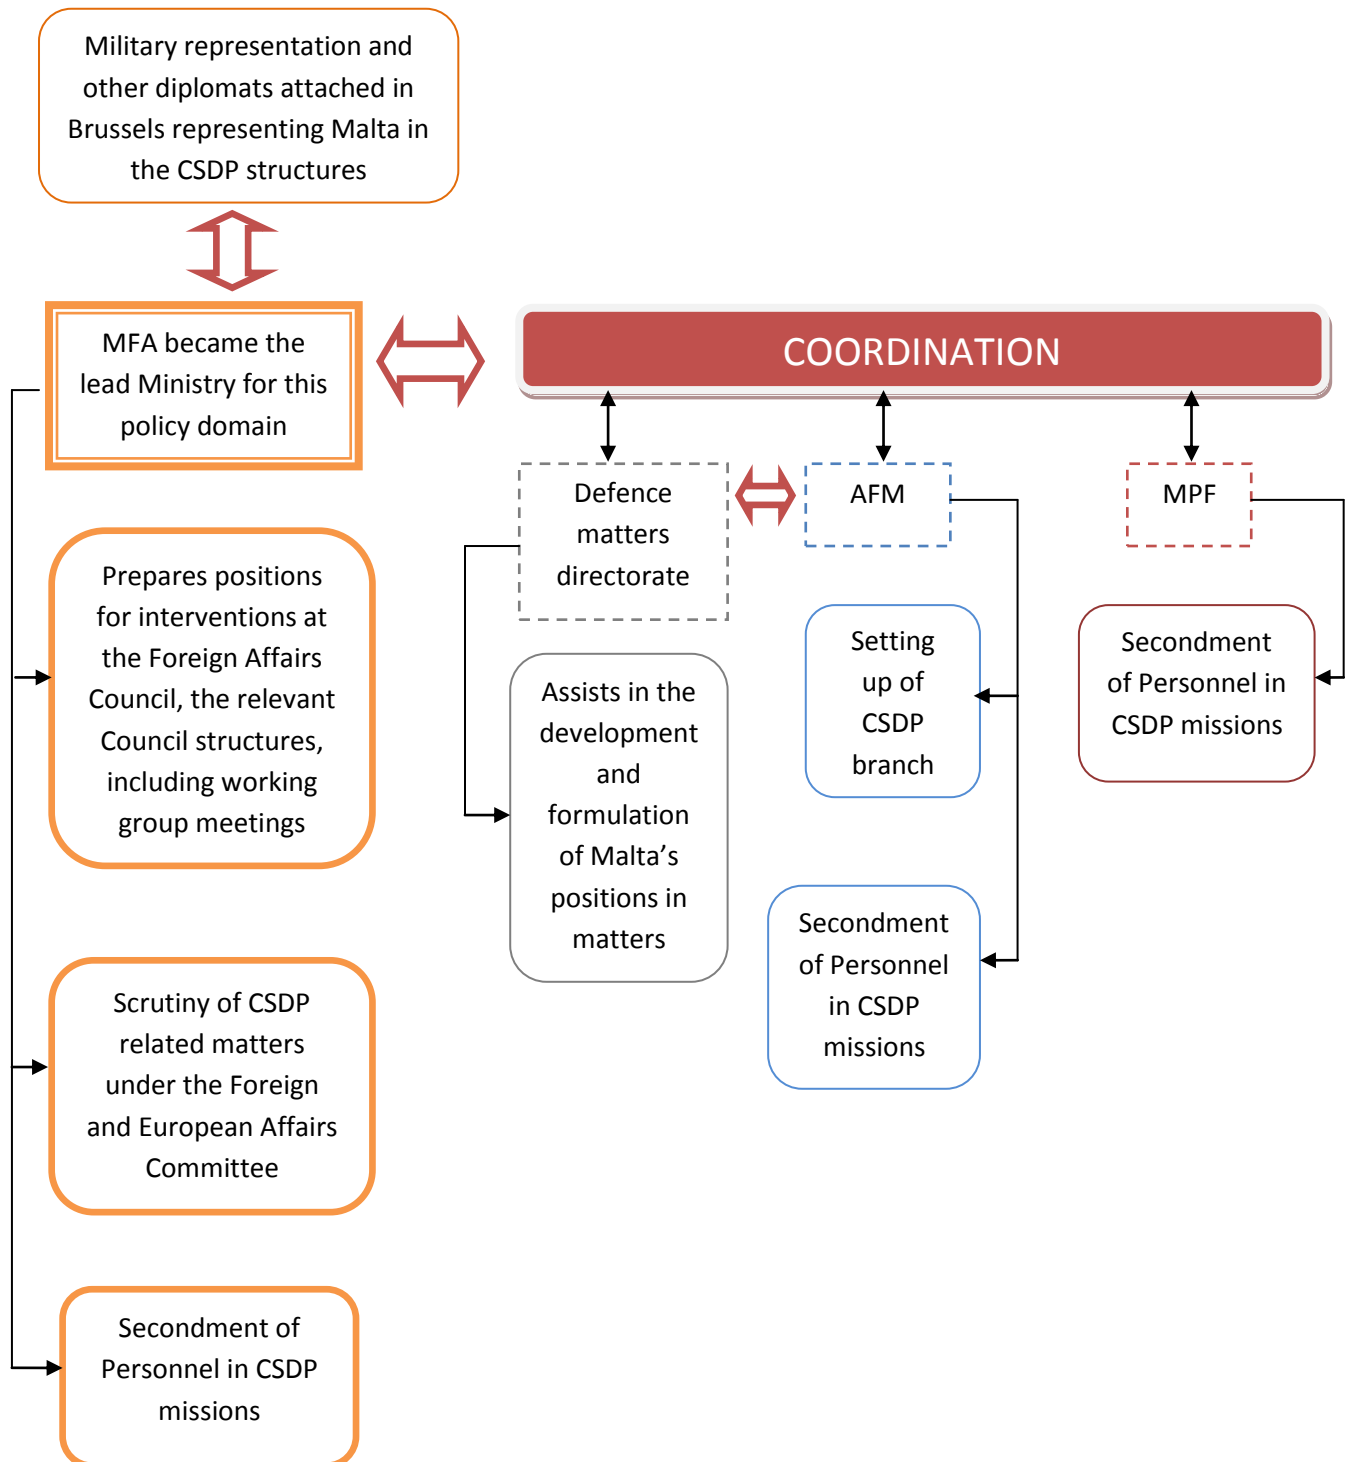 Military representation and
other diplomats attached in
Brussels representing Malta in
the CSDP structures
MFA became the
lead Ministry for this
policy domain
COORDINATION
Defence
matters
directorate
AFM
MPF
Prepares positions
for interventions at
the Foreign Affairs
Council, the relevant
Council structures,
including working
group meetings
Assists in the
development
and
formulation
of Malta’s
positions in
matters
Setting
up of
CSDP
branch
Secondment
of Personnel in
CSDP missions
Secondment
of Personnel
in CSDP
missions
Scrutiny of CSDP
related matters
under the Foreign
and European Affairs
Committee
Secondment of
Personnel in CSDP
missions